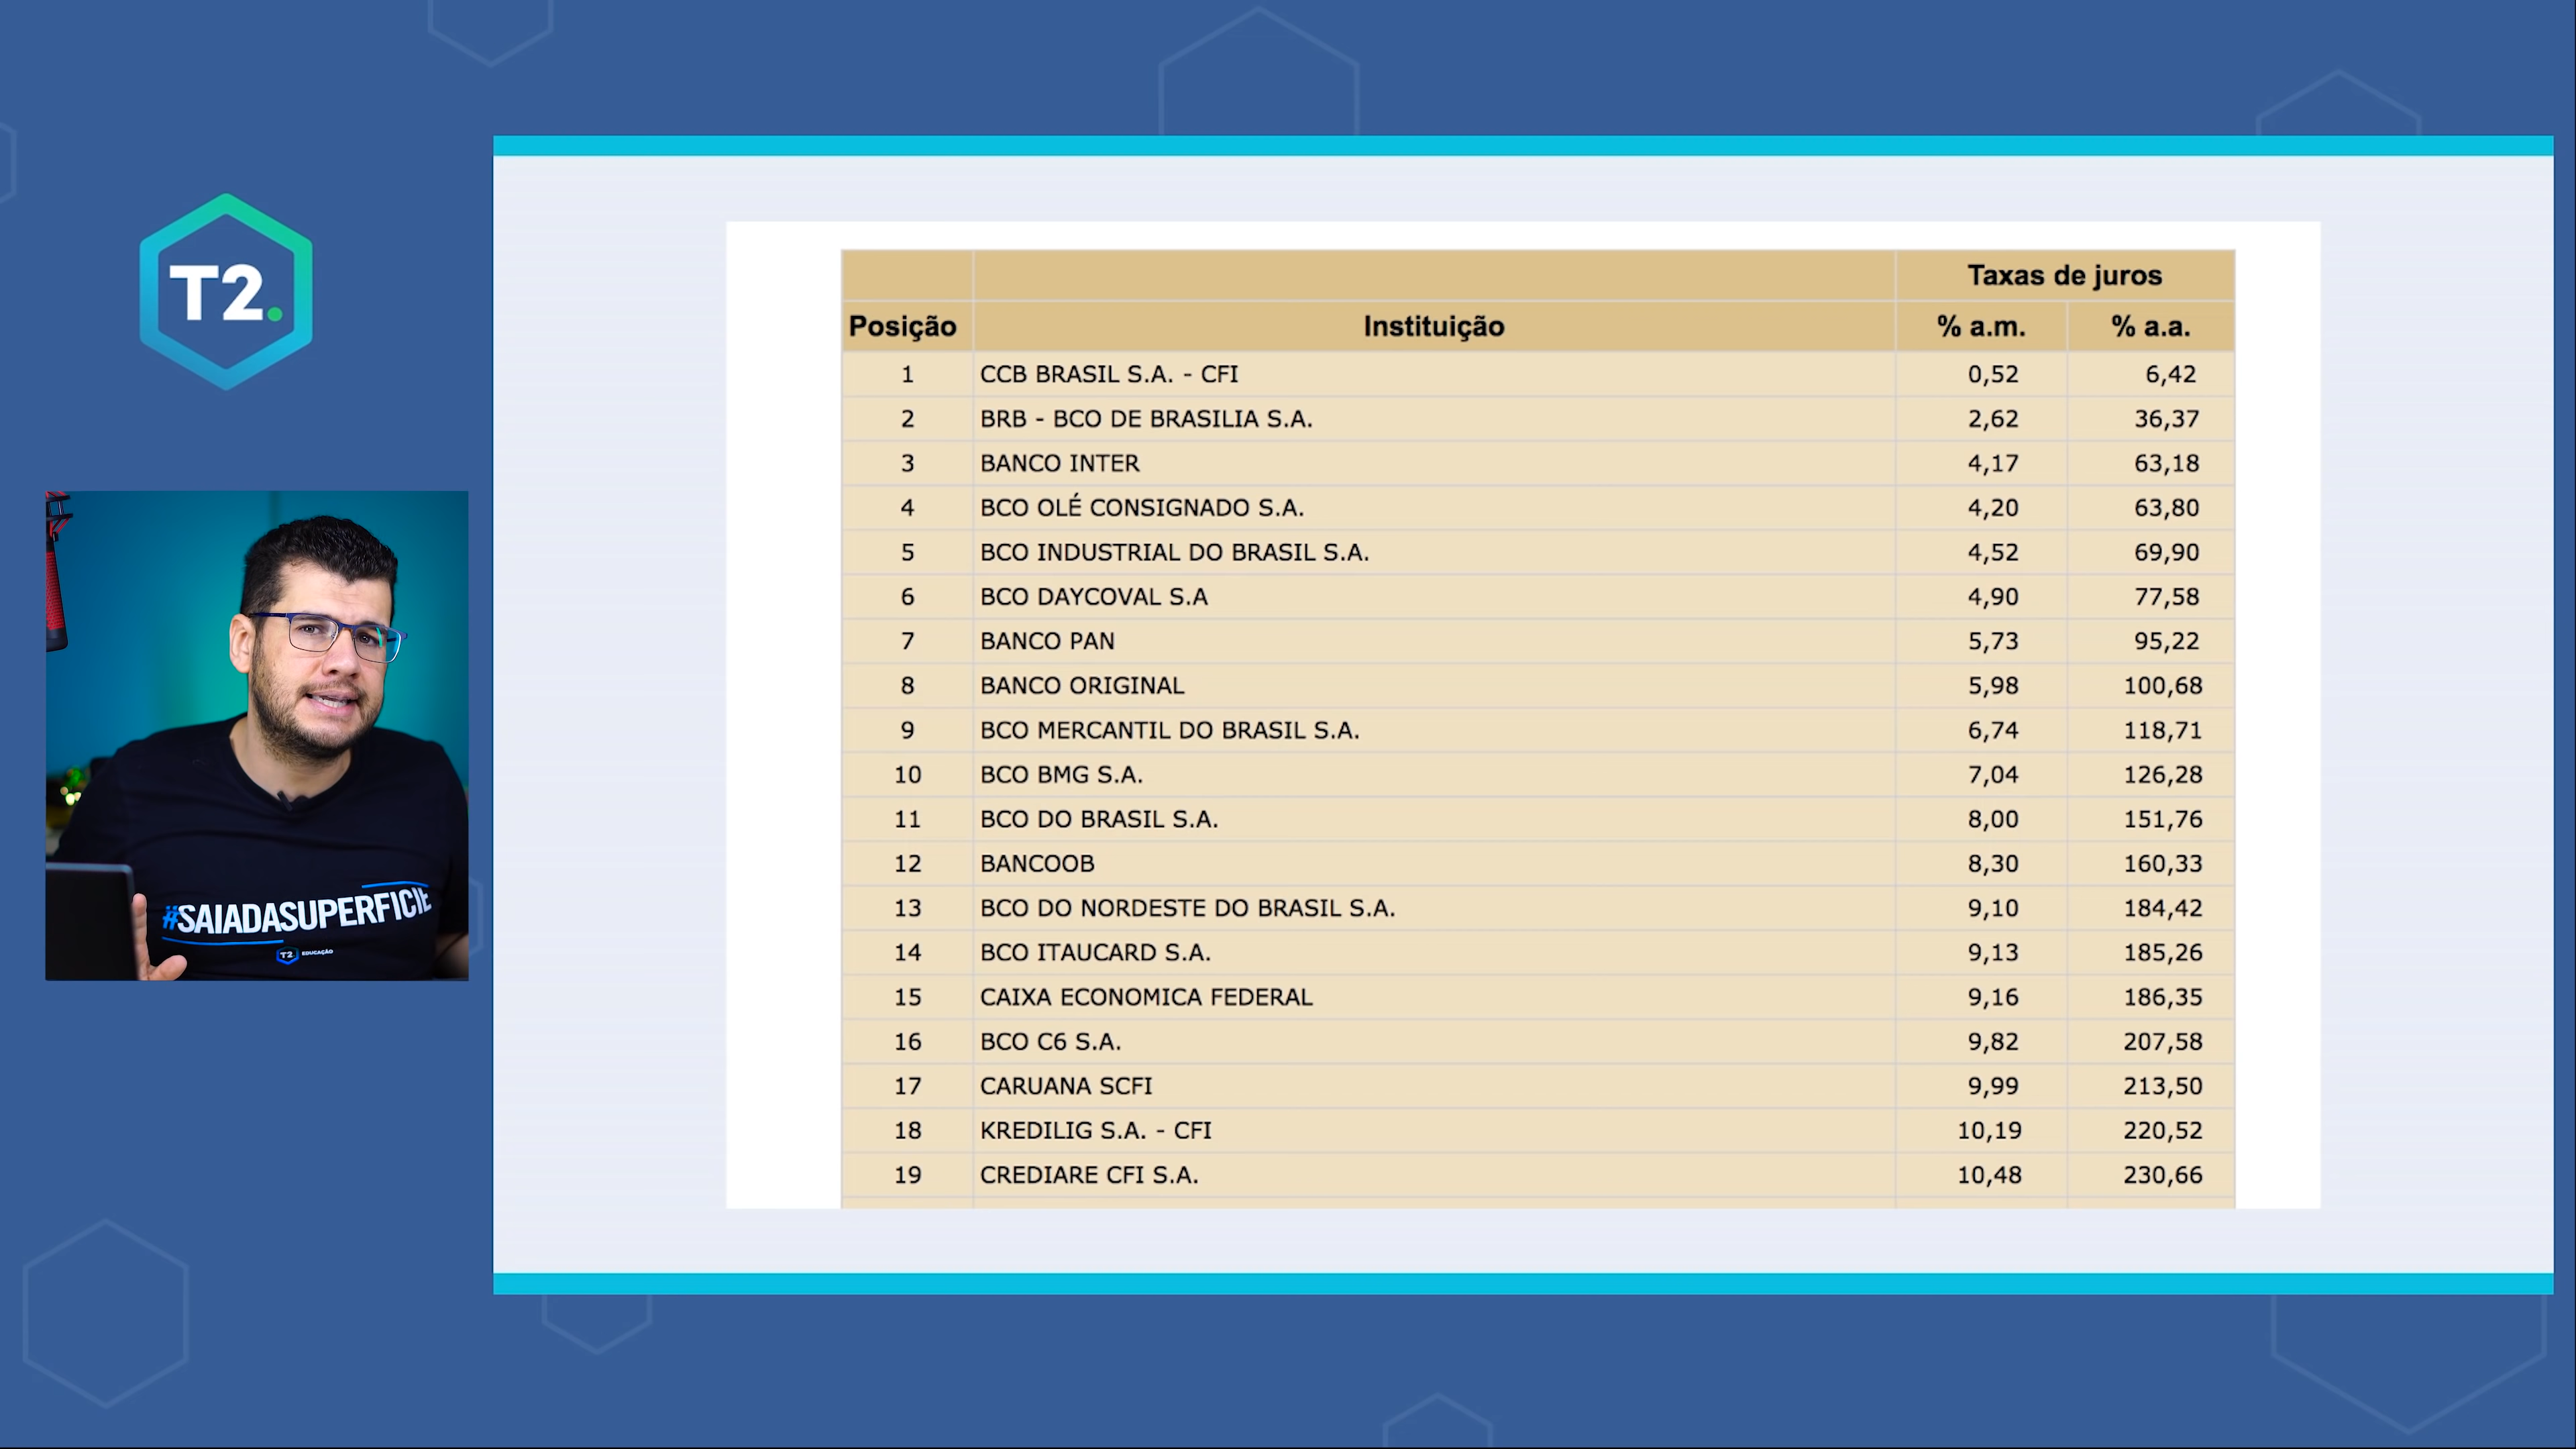 T2.
#SAIADASUPERFICIE
T2 EDUCAÇÃO
Taxas de juros
Posição Instituição % a.m. % a.a.
1 CCB BRASIL S.A. - CFI 0,52 6,42
2 BRB - BCO DE BRASILIA S.A. 2,62 36,37
3 BANCO INTER 4,17 63,18
4 BCO OLÉ CONSIGNADO S.A. 4,20 63,80
5 BCO INDUSTRIAL DO BRASIL S.A. 4,52 69,90
6 BCO DAYCOVAL S.A 4,90 77,58
7 BANCO PAN 5,73 95,22
8 BANCO ORIGINAL 5,98 100,68
9 BCO MERCANTIL DO BRASIL S.A. 6,74 118,71
10 BCO BMG S.A. 7,04 126,28
11 BCO DO BRASIL S.A. 8,00 151,76
12 BANCOOB 8,30 160,33
13 BCO DO NORDESTE DO BRASIL S.A. 9,10 184,42
14 BCO ITAUCARD S.A. 9,13 185,26
15 CAIXA ECONOMICA FEDERAL 9,16 186,35
16 BCO C6 S.A. 9,82 207,58
17 CARUANA SCFI 9,99 213,50
18 KREDILIG S.A. - CFI 10,19 220,52
19 CREDIARE CFI S.A. 10,48 230,66